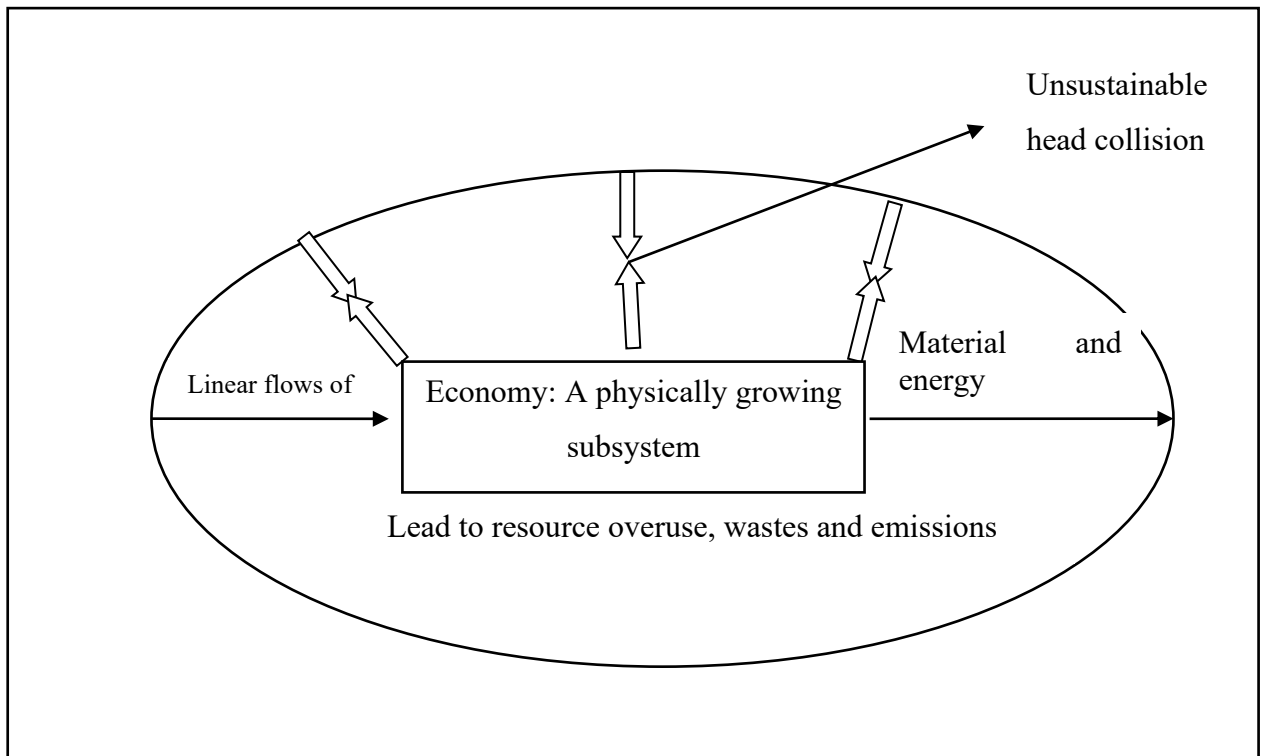 Unsustainable
head collision
Linear flows of
Material and
energy
Economy: A physically growing
subsystem
Lead to resource overuse, wastes and emissions